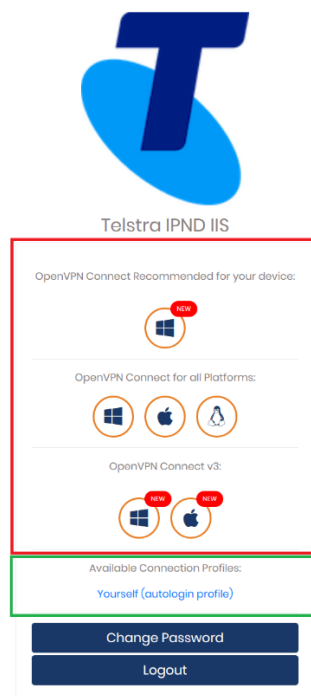 Telstra IPND IIS
OpenVPN Connect Recommended for your device:
NEW
OpenVPN Connect for all Platforms:
OpenVPN Connect v3:
NEW NEW
Available Connection Profiles:
Yourself (autologin profile)
Change Password
Logout